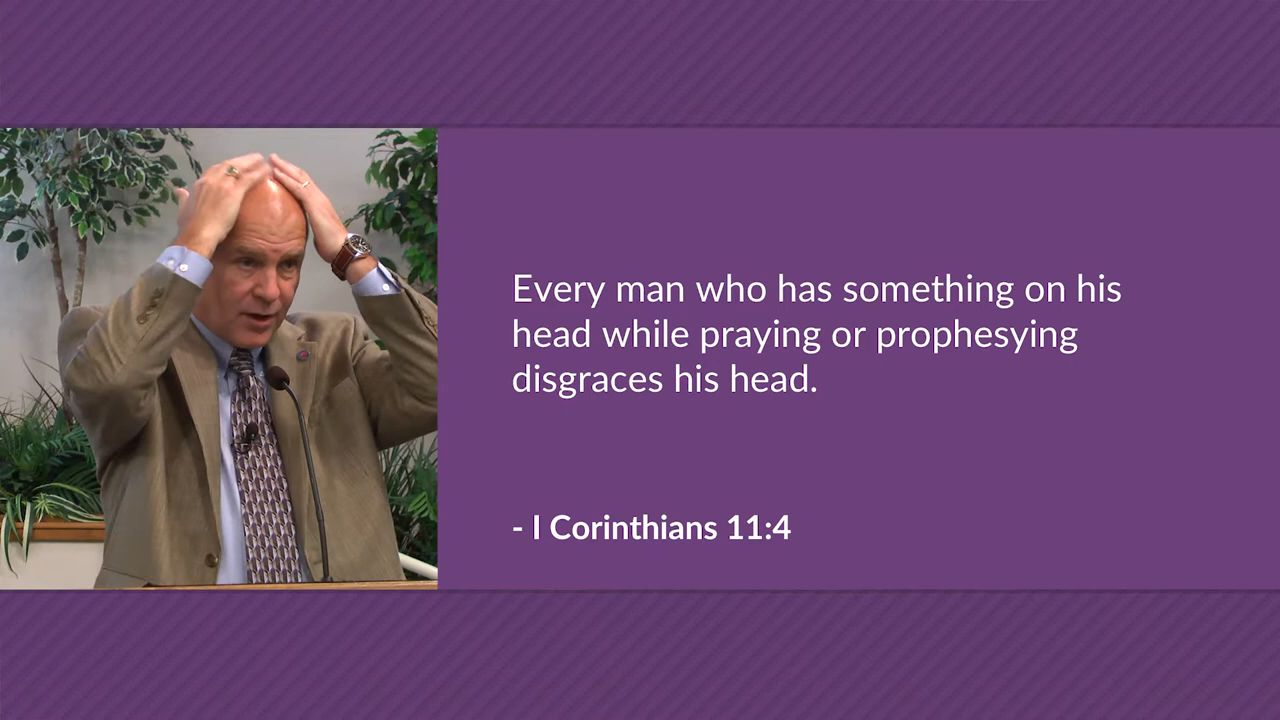 Every man who has something on his
head while praying or prophesying
disgraces his head.
- I Corinthians 11:4